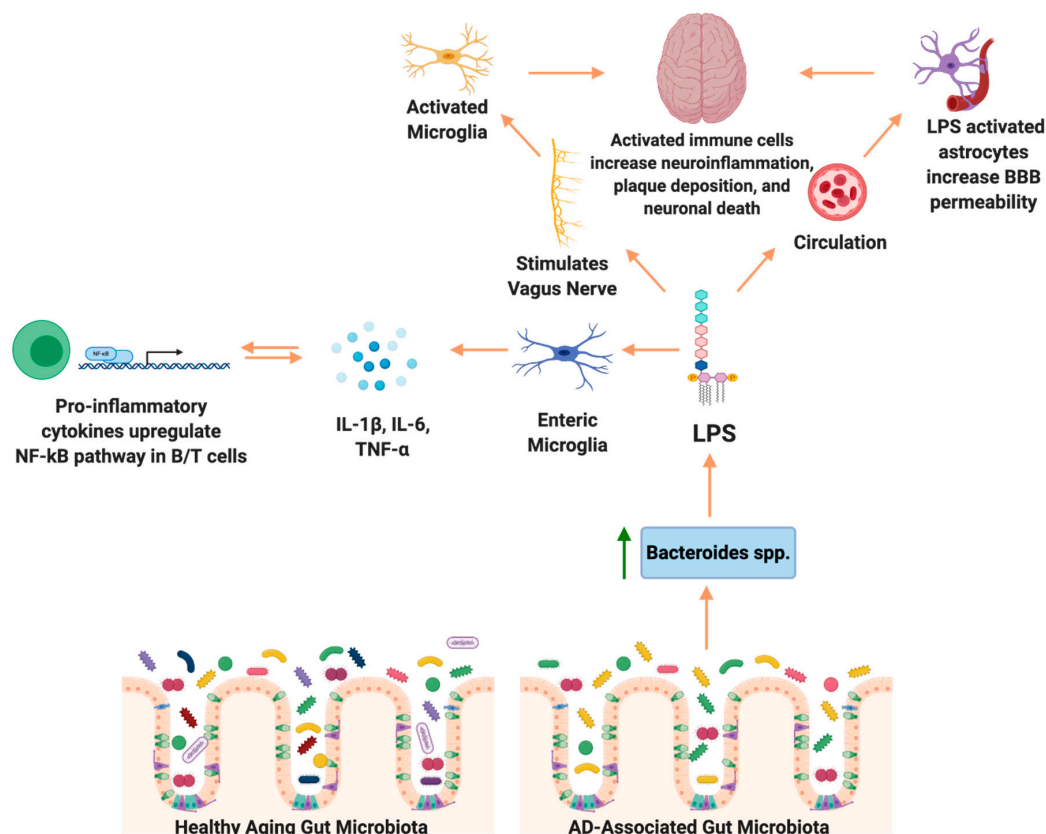 Activated
Microglia
Activated immune cells
increase neuroinflammation,
plaque deposition, and
neuronal death
LPS activated
astrocytes
increase BBB
permeability
Circulation
Stimulates
Vagus Nerve
NF-κB
Pro-inflammatory
cytokines upregulate
NF-kB pathway in B/T cells
IL-1β, IL-6,
TNF-α
Enteric
Microglia
P
P
LPS
Bacteroides spp.
Healthy Aging Gut Microbiota
AD-Associated Gut Microbiota